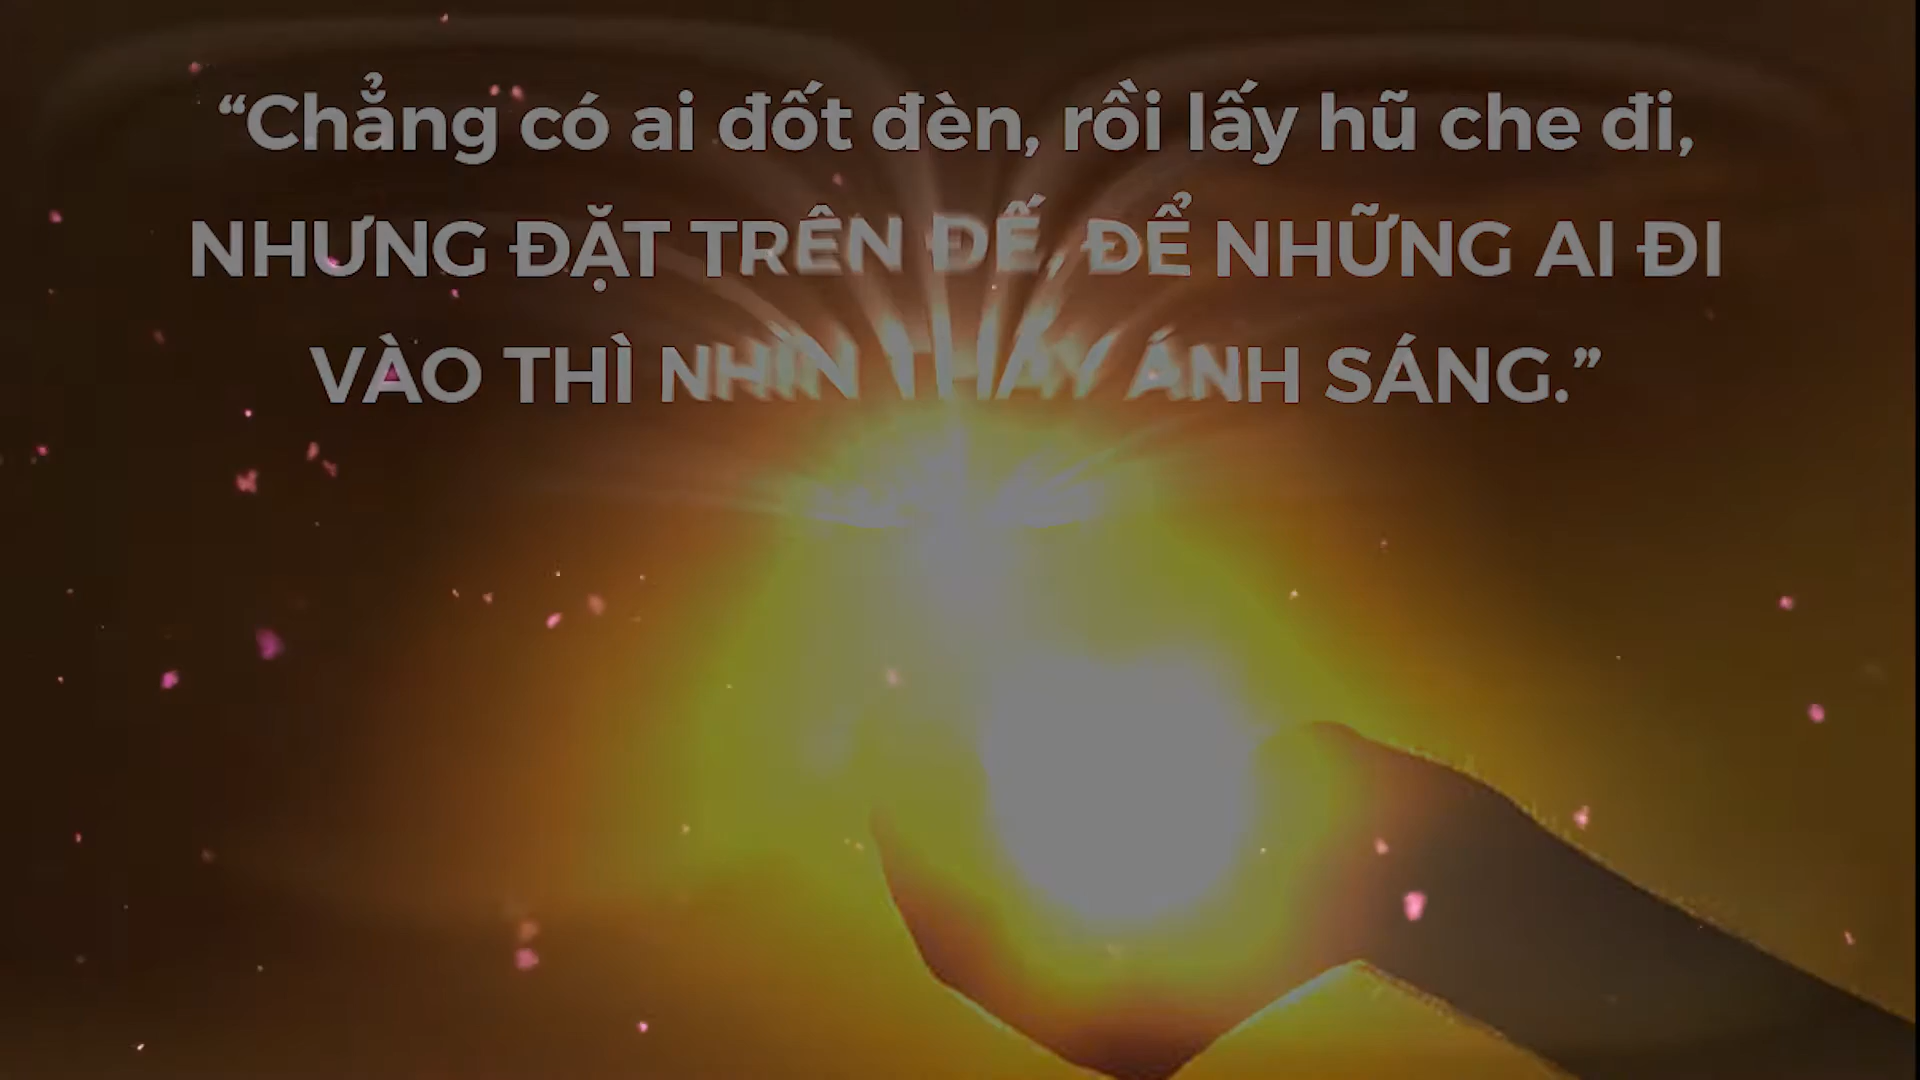 “Chẳng có ai đốt đèn, rồi lấy hũ che đi,
NHƯNG ĐẶT TRÊN ĐẾ, ĐỂ NHỮNG AI ĐI
VÀO THÌ NHÌN THẤY ÁNH SÁNG.”